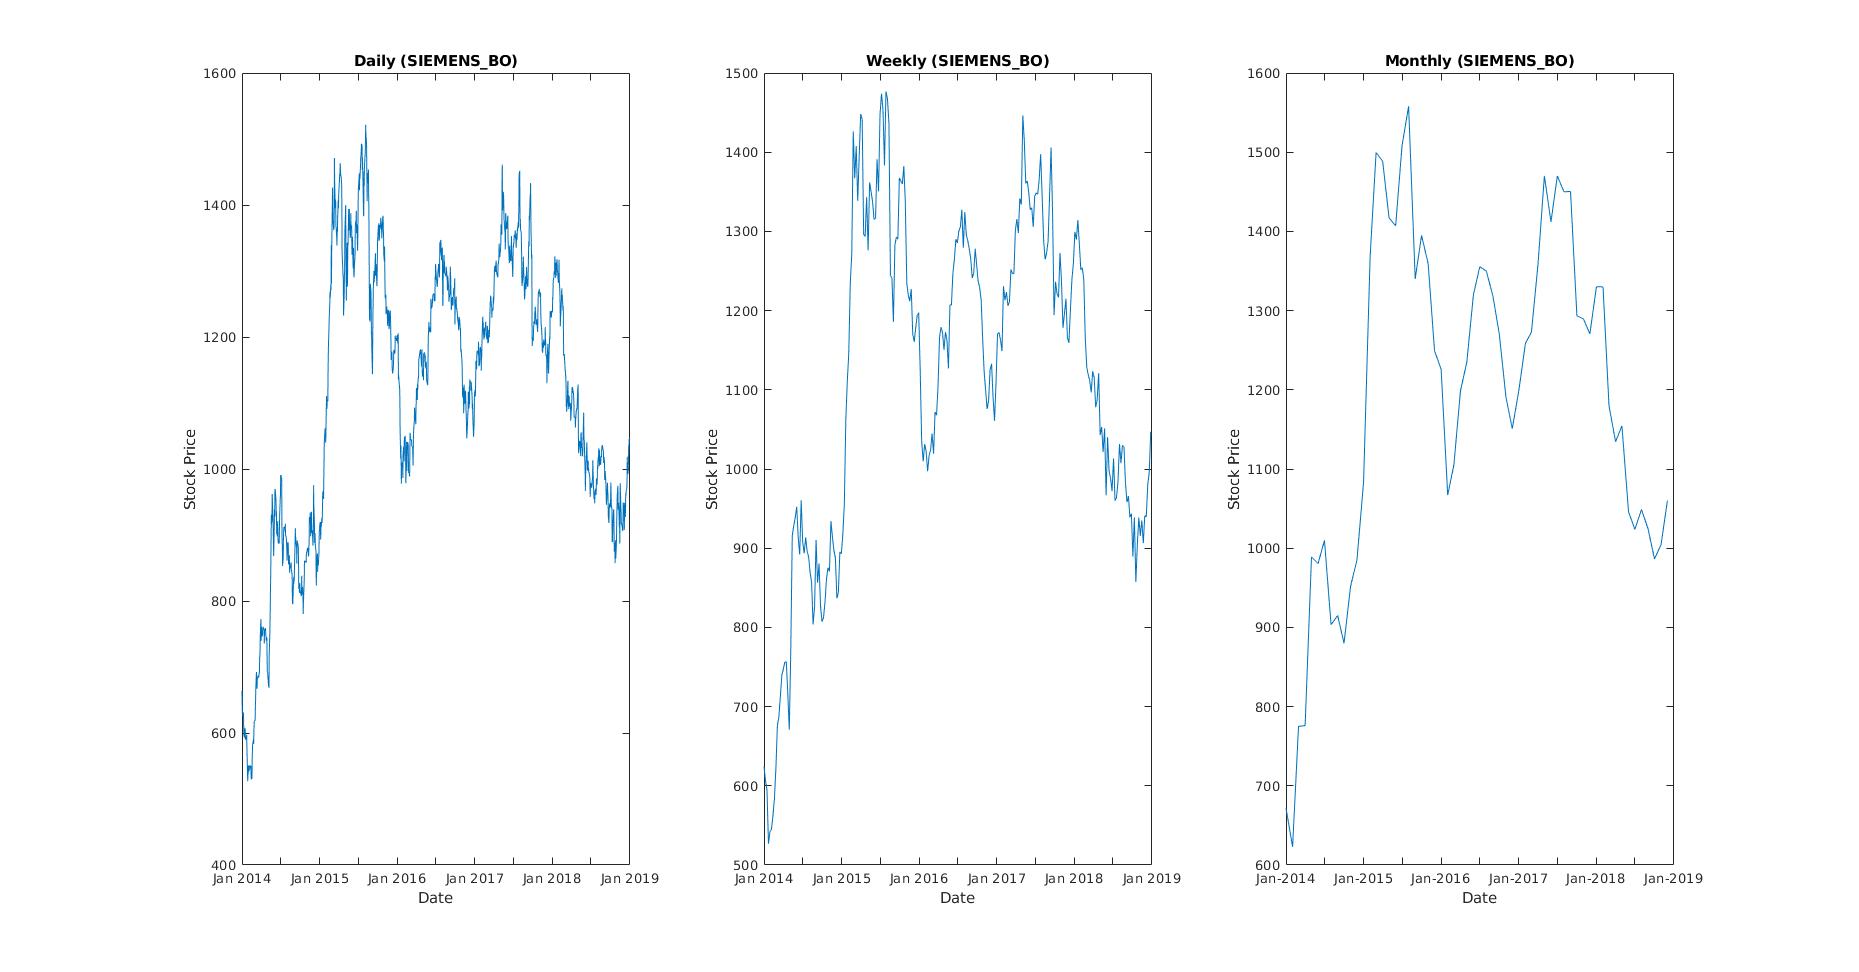 Daily (SIEMENS_BO)
1600
1400
1200
1000
800
600
400
Stock Price
Jan 2014 Jan 2015 Jan 2016 Jan 2017 Jan 2018 Jan 2019
Date
Weekly (SIEMENS_BO)
1500
1400
1300
1200
1100
1000
900
800
700
600
500
Stock Price
Jan 2014 Jan 2015 Jan 2016 Jan 2017 Jan 2018 Jan 2019
Date
Monthly (SIEMENS_BO)
1600
1500
1400
1300
1200
1100
1000
900
800
700
600
Stock Price
Jan-2014 Jan-2015 Jan-2016 Jan-2017 Jan-2018 Jan-2019
Date